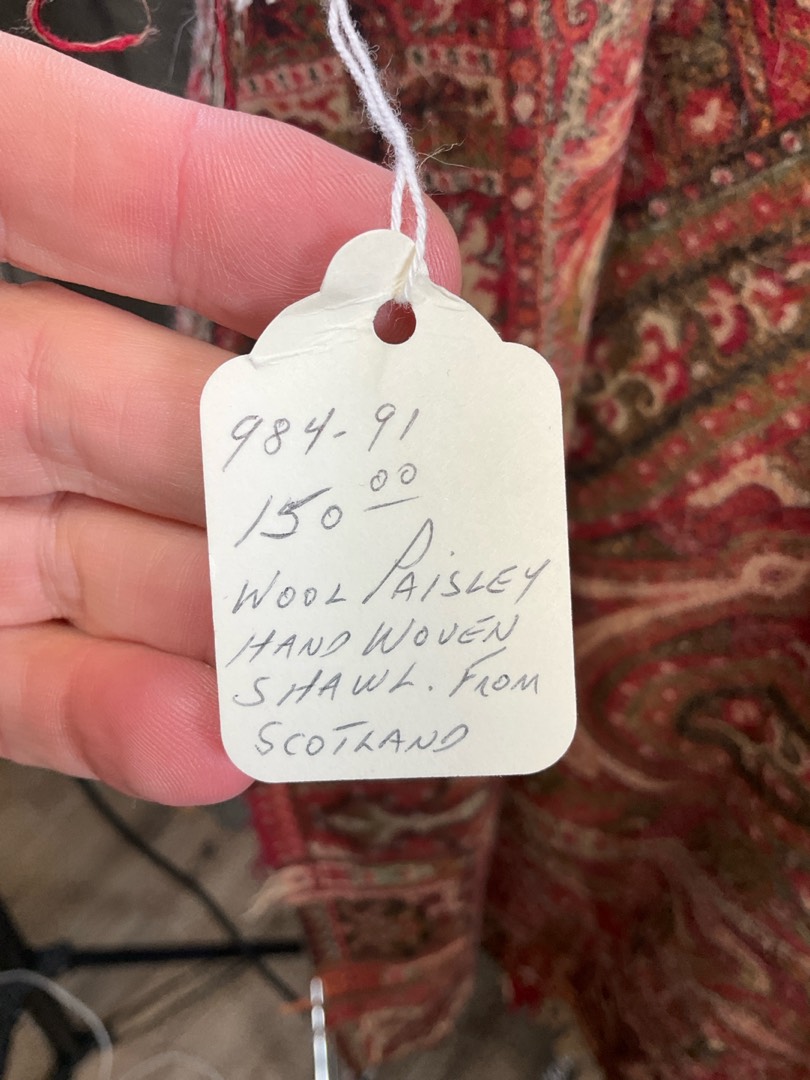 984-91
150 00
WOOL PAISLEY
HAND WOVEN
SHAWL. FROM
SCOTLAND